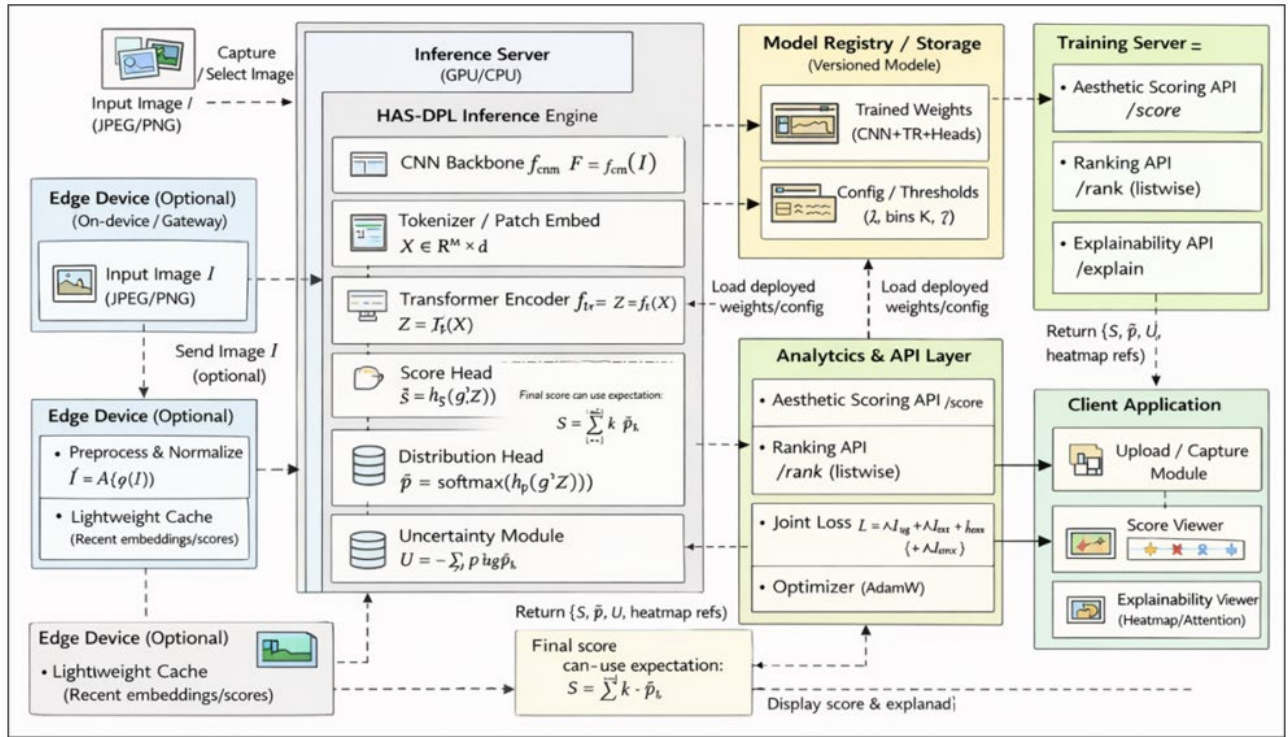 Capture
/Select Image
Input Image /
(JPEG/PNG)
Edge Device (Optional)
(On-device / Gateway)
Input Image I
(JPEG/PNG)
Send Image I
(optional)
Edge Device (Optional)
• Preprocess & Normalize
Í = A{g(I))
• Lightweight Cache
(Recent embeddings/scores)
Edge Device (Optional)
• Lightweight Cache
(Recent embeddings/scores)
Inference Server
(GPU/CPU)
HAS-DPL Inference Engine
CNN Backbone f_cnm F = f_cm(I)
Tokenizer / Patch Embed
X ∈ R^M × d
Transformer Encoder f_tr = Z = f_t(X)
Score Head
Final score can use expectation:
Distribution Head
p̃ = softmax(h_p(g'Z)))
Uncertainty Module
Return {S, p̃, U, heatmap refs)
Final score
can-use expectation:
Model Registry / Storage
(Versioned Modele)
Trained Weights
(CNN+TR+Heads)
Config / Thresholds
(λ, bins K, ?)
Load deployed
weights/config
Load deployed
weights/config
Analytcics & API Layer
• Aesthetic Scoring API /score
• Ranking API
/rank (listwise)
• Joint Loss
• Optimizer (AdamW)
Display score & explanad
Training Server =
• Aesthetic Scoring API
/score
• Ranking API
/rank (listwise)
• Explainability API
/explain
Return {S, p̃, U,
heatmap refs)
Client Application
Upload / Capture
Module
Score Viewer
Explainability Viewer
(Heatmap/Attention)